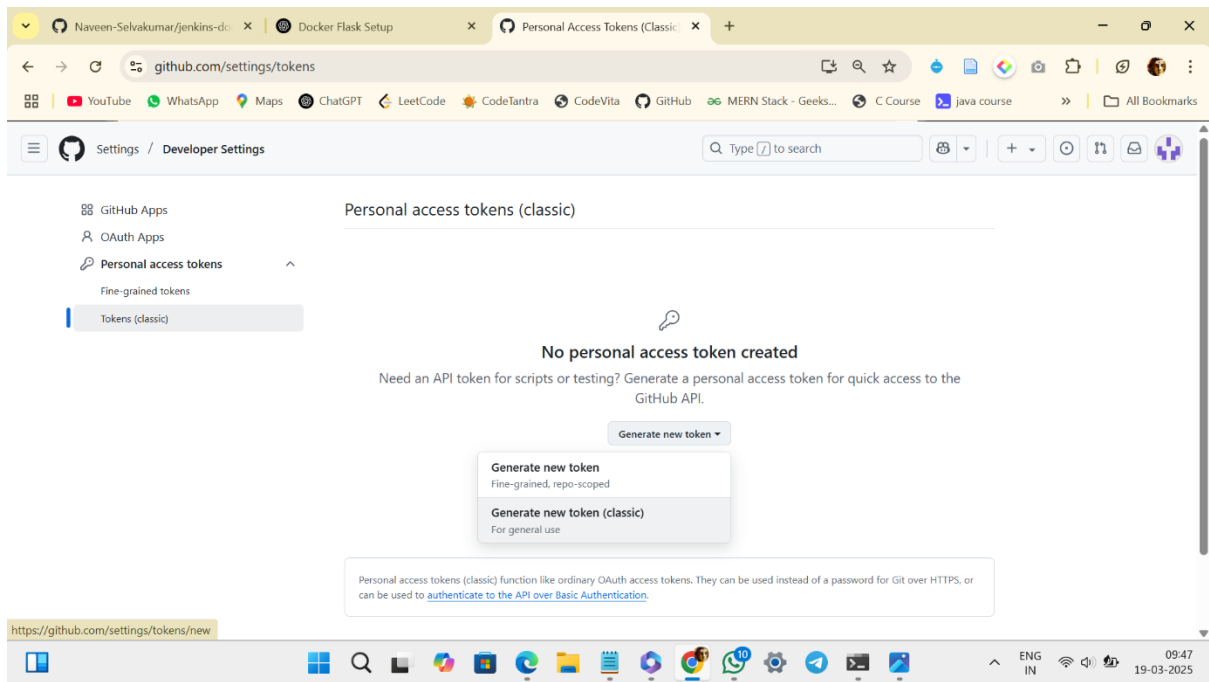 Naveen-Selvakumar/jenkins-do
Docker Flask Setup
Personal Access Tokens (Classic)
github.com/settings/tokens
YouTube
WhatsApp
Maps
ChatGPT
LeetCode
CodeTantra
CodeVita
GitHub
MERN Stack - Geeks...
C Course
java course
»
All Bookmarks
Settings / Developer Settings
Type / to search
GitHub Apps
OAuth Apps
Personal access tokens
Fine-grained tokens
Tokens (classic)
Personal access tokens (classic)
No personal access token created
Need an API token for scripts or testing? Generate a personal access token for quick access to the
GitHub API.
Generate new token
Generate new token
Fine-grained, repo-scoped
Generate new token (classic)
For general use
Personal access tokens (classic) function like ordinary OAuth access tokens. They can be used instead of a password for Git over HTTPS, or
can be used to authenticate to the API over Basic Authentication.
https://github.com/settings/tokens/new
10
ENG
IN
09:47
19-03-2025